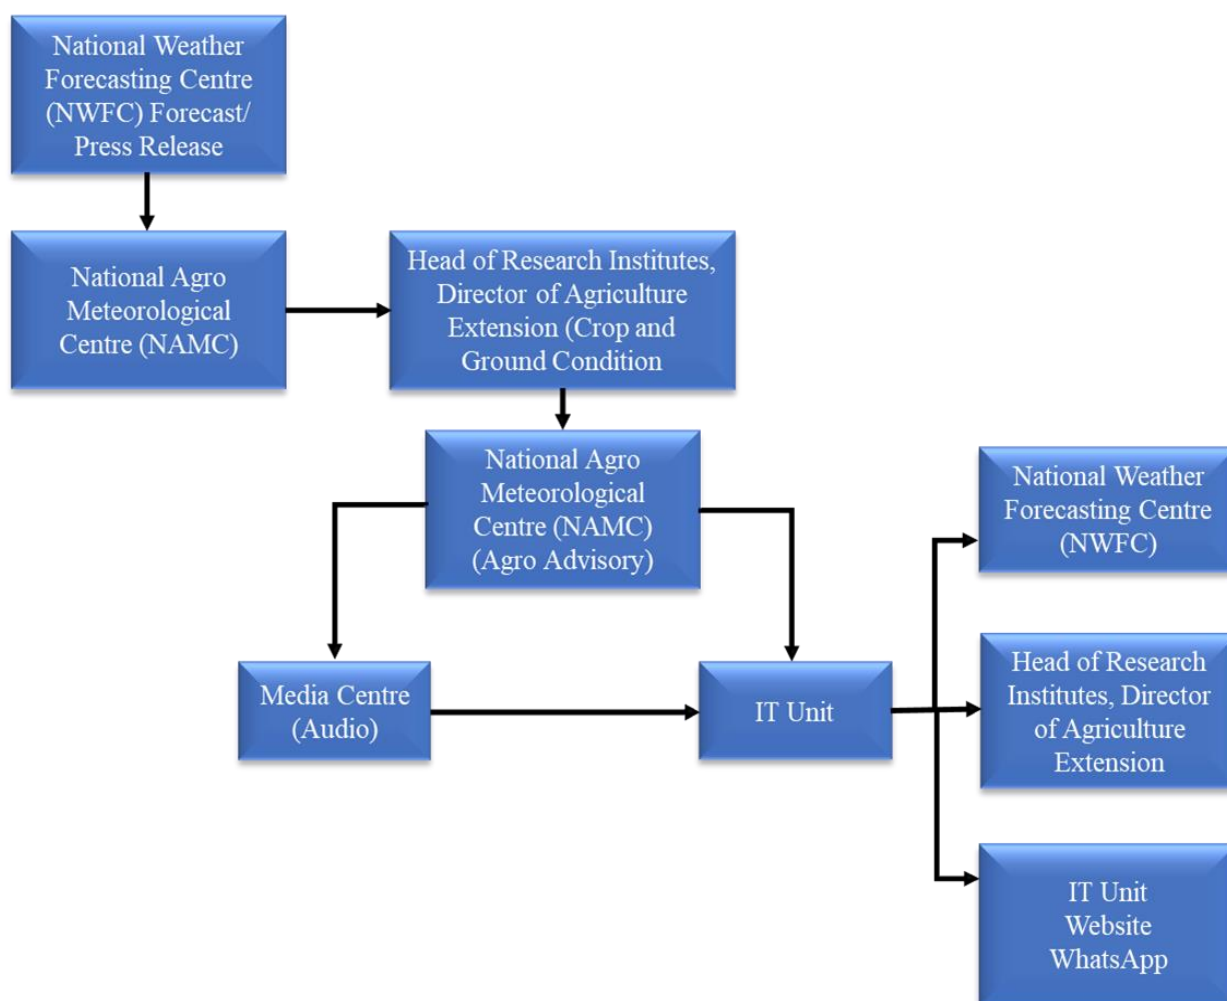 National Weather
Forecasting Centre
(NWFC) Forecast/
Press Release
National Agro
Meteorological
Centre (NAMC)
Head of Research Institutes,
Director of Agriculture
Extension (Crop and
Ground Condition
National Agro
Meteorological
Centre (NAMC)
(Agro Advisory)
Media Centre
(Audio)
IT Unit
National Weather
Forecasting Centre
(NWFC)
Head of Research
Institutes, Director
of Agriculture
Extension
IT Unit
Website
WhatsApp